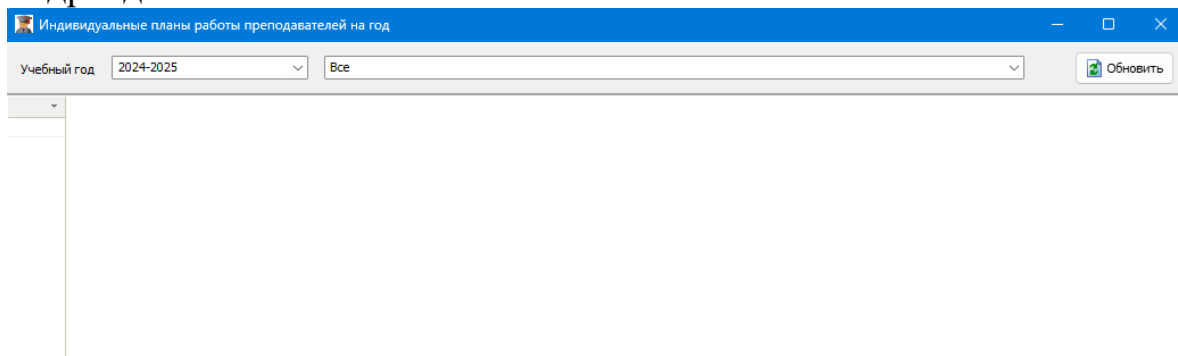 Индивидуальные планы работы преподавателей на год
Учебный год 2024-2025 Все Обновить